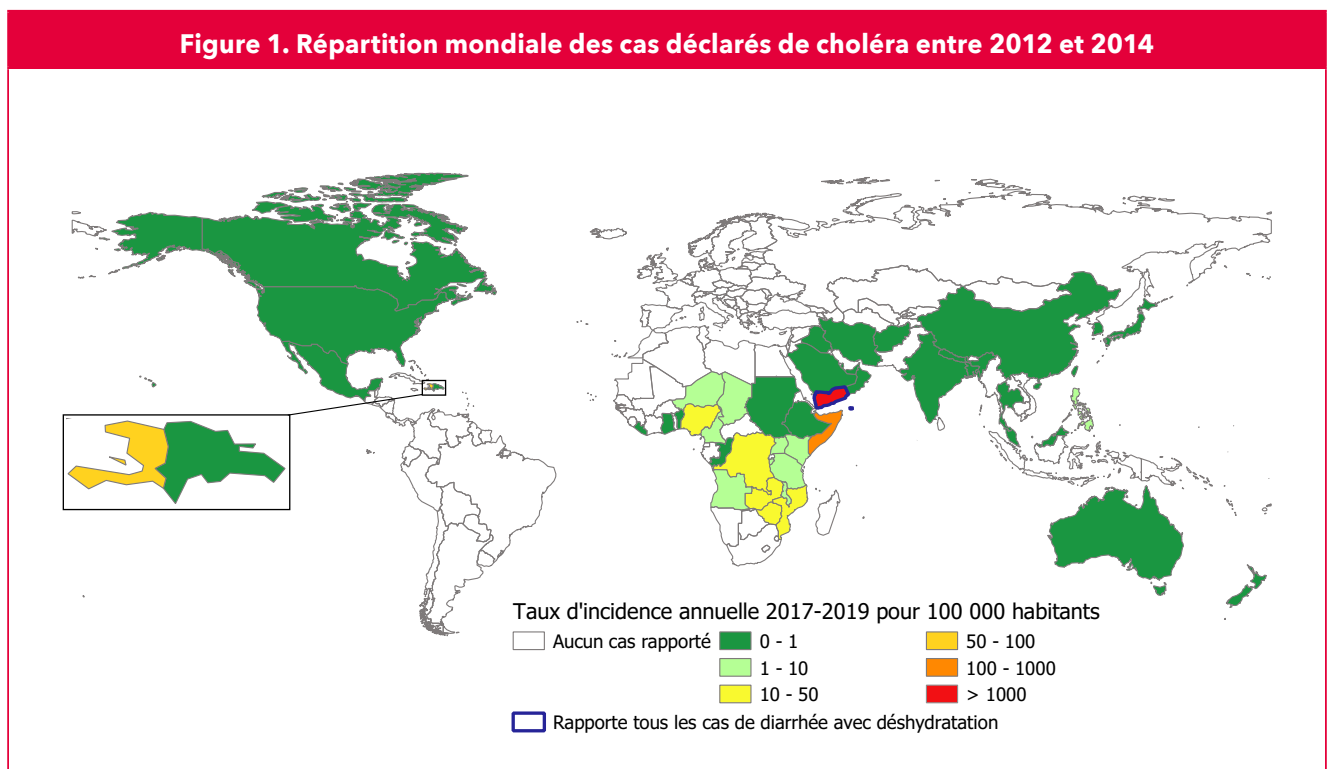 Figure 1. Répartition mondiale des cas déclarés de choléra entre 2012 et 2014
Taux d'incidence annuelle 2017-2019 pour 100 000 habitants
Aucun cas rapporté 0 - 1 50 - 100
1 - 10 100 - 1000
10 - 50 > 1000
Rapporte tous les cas de diarrhée avec déshydratation